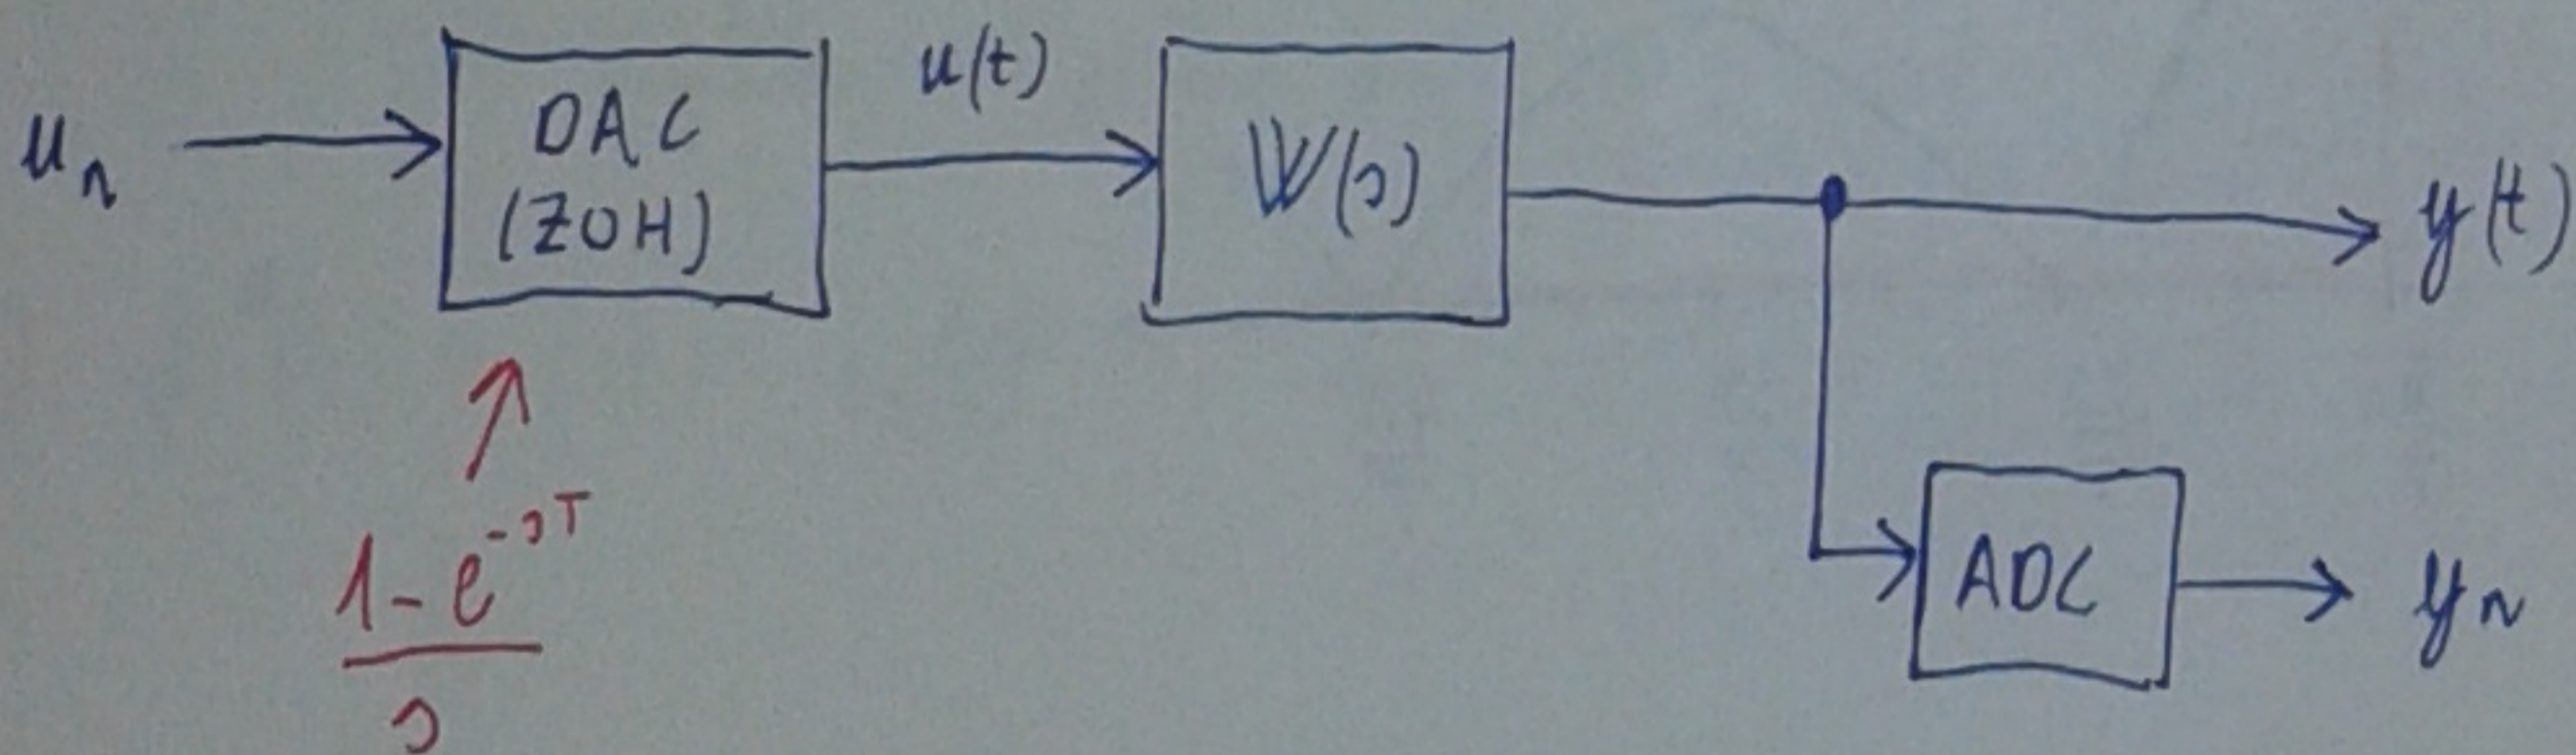 u_n
DAC
(ZOH)
u(t)
W(s)
y(t)
1-e^{-sT}
s
ADC
y_n